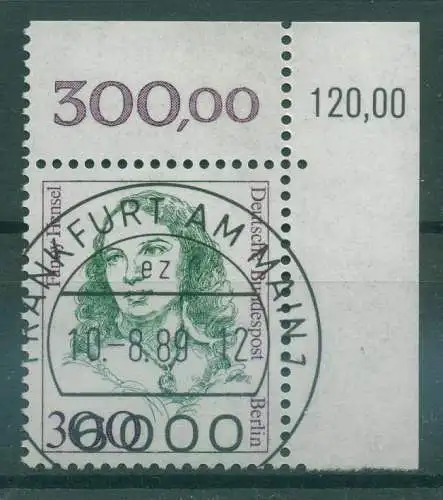 300,00
120,00
Fanny Hensel
Deutsche Bundespost
Berlin
300
FRANKFURT AM MAIN 7
ez
10.-8.89-12
6000